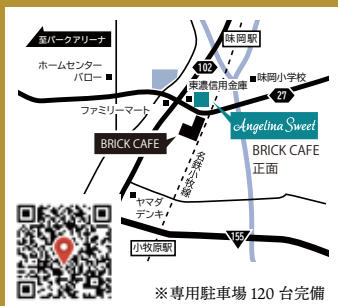 至パークアリーナ
味岡駅
ホームセンター
バロー
102
東濃信用金庫
味岡小学校
27
ファミリーマート
Angelina Sweet
BRICK CAFE
BRICK CAFE
正面
名鉄小牧線
ヤマダ
デンキ
小牧原駅
155
※専用駐車場120台完備